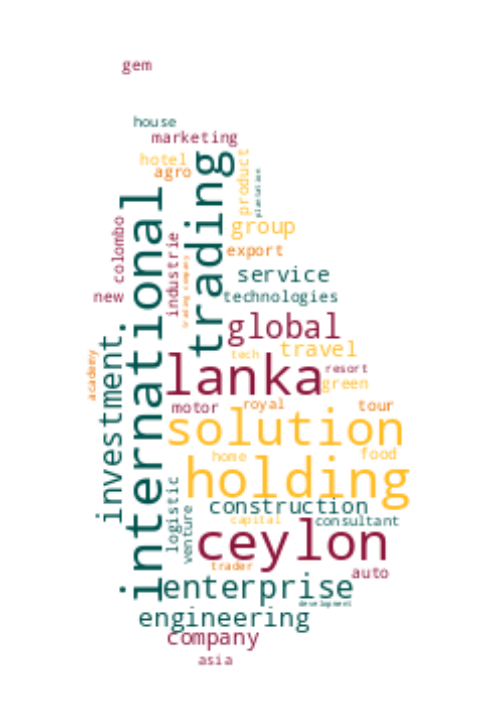 gem
house
marketing
hotel
agro
trading
product
plantation
international
colombo
group
industrie
export
trading company
service
new
technologies
global
investment
tech
travel
academy
lanka
resort
green
motor
royal
tour
solution
home
food
holding
logistic
construction
venture
capital
consultant
ceylon
trader
auto
enterprise
development
engineering
company
asia